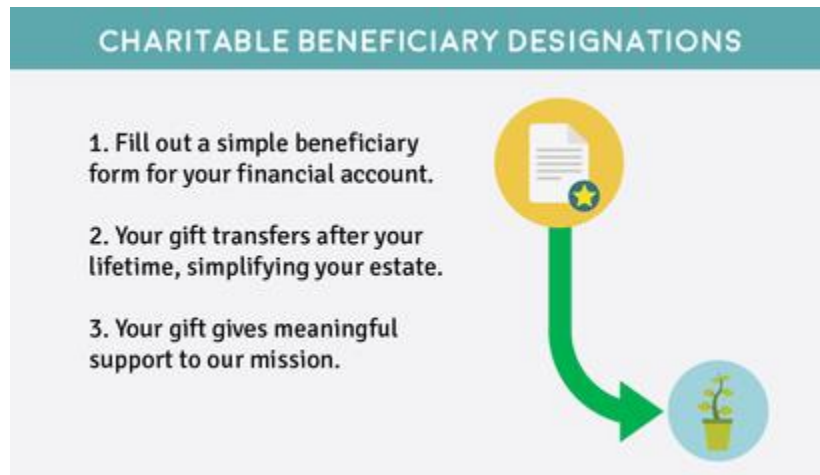 CHARITABLE BENEFICIARY DESIGNATIONS
1. Fill out a simple beneficiary
form for your financial account.
2. Your gift transfers after your
lifetime, simplifying your estate.
3. Your gift gives meaningful
support to our mission.